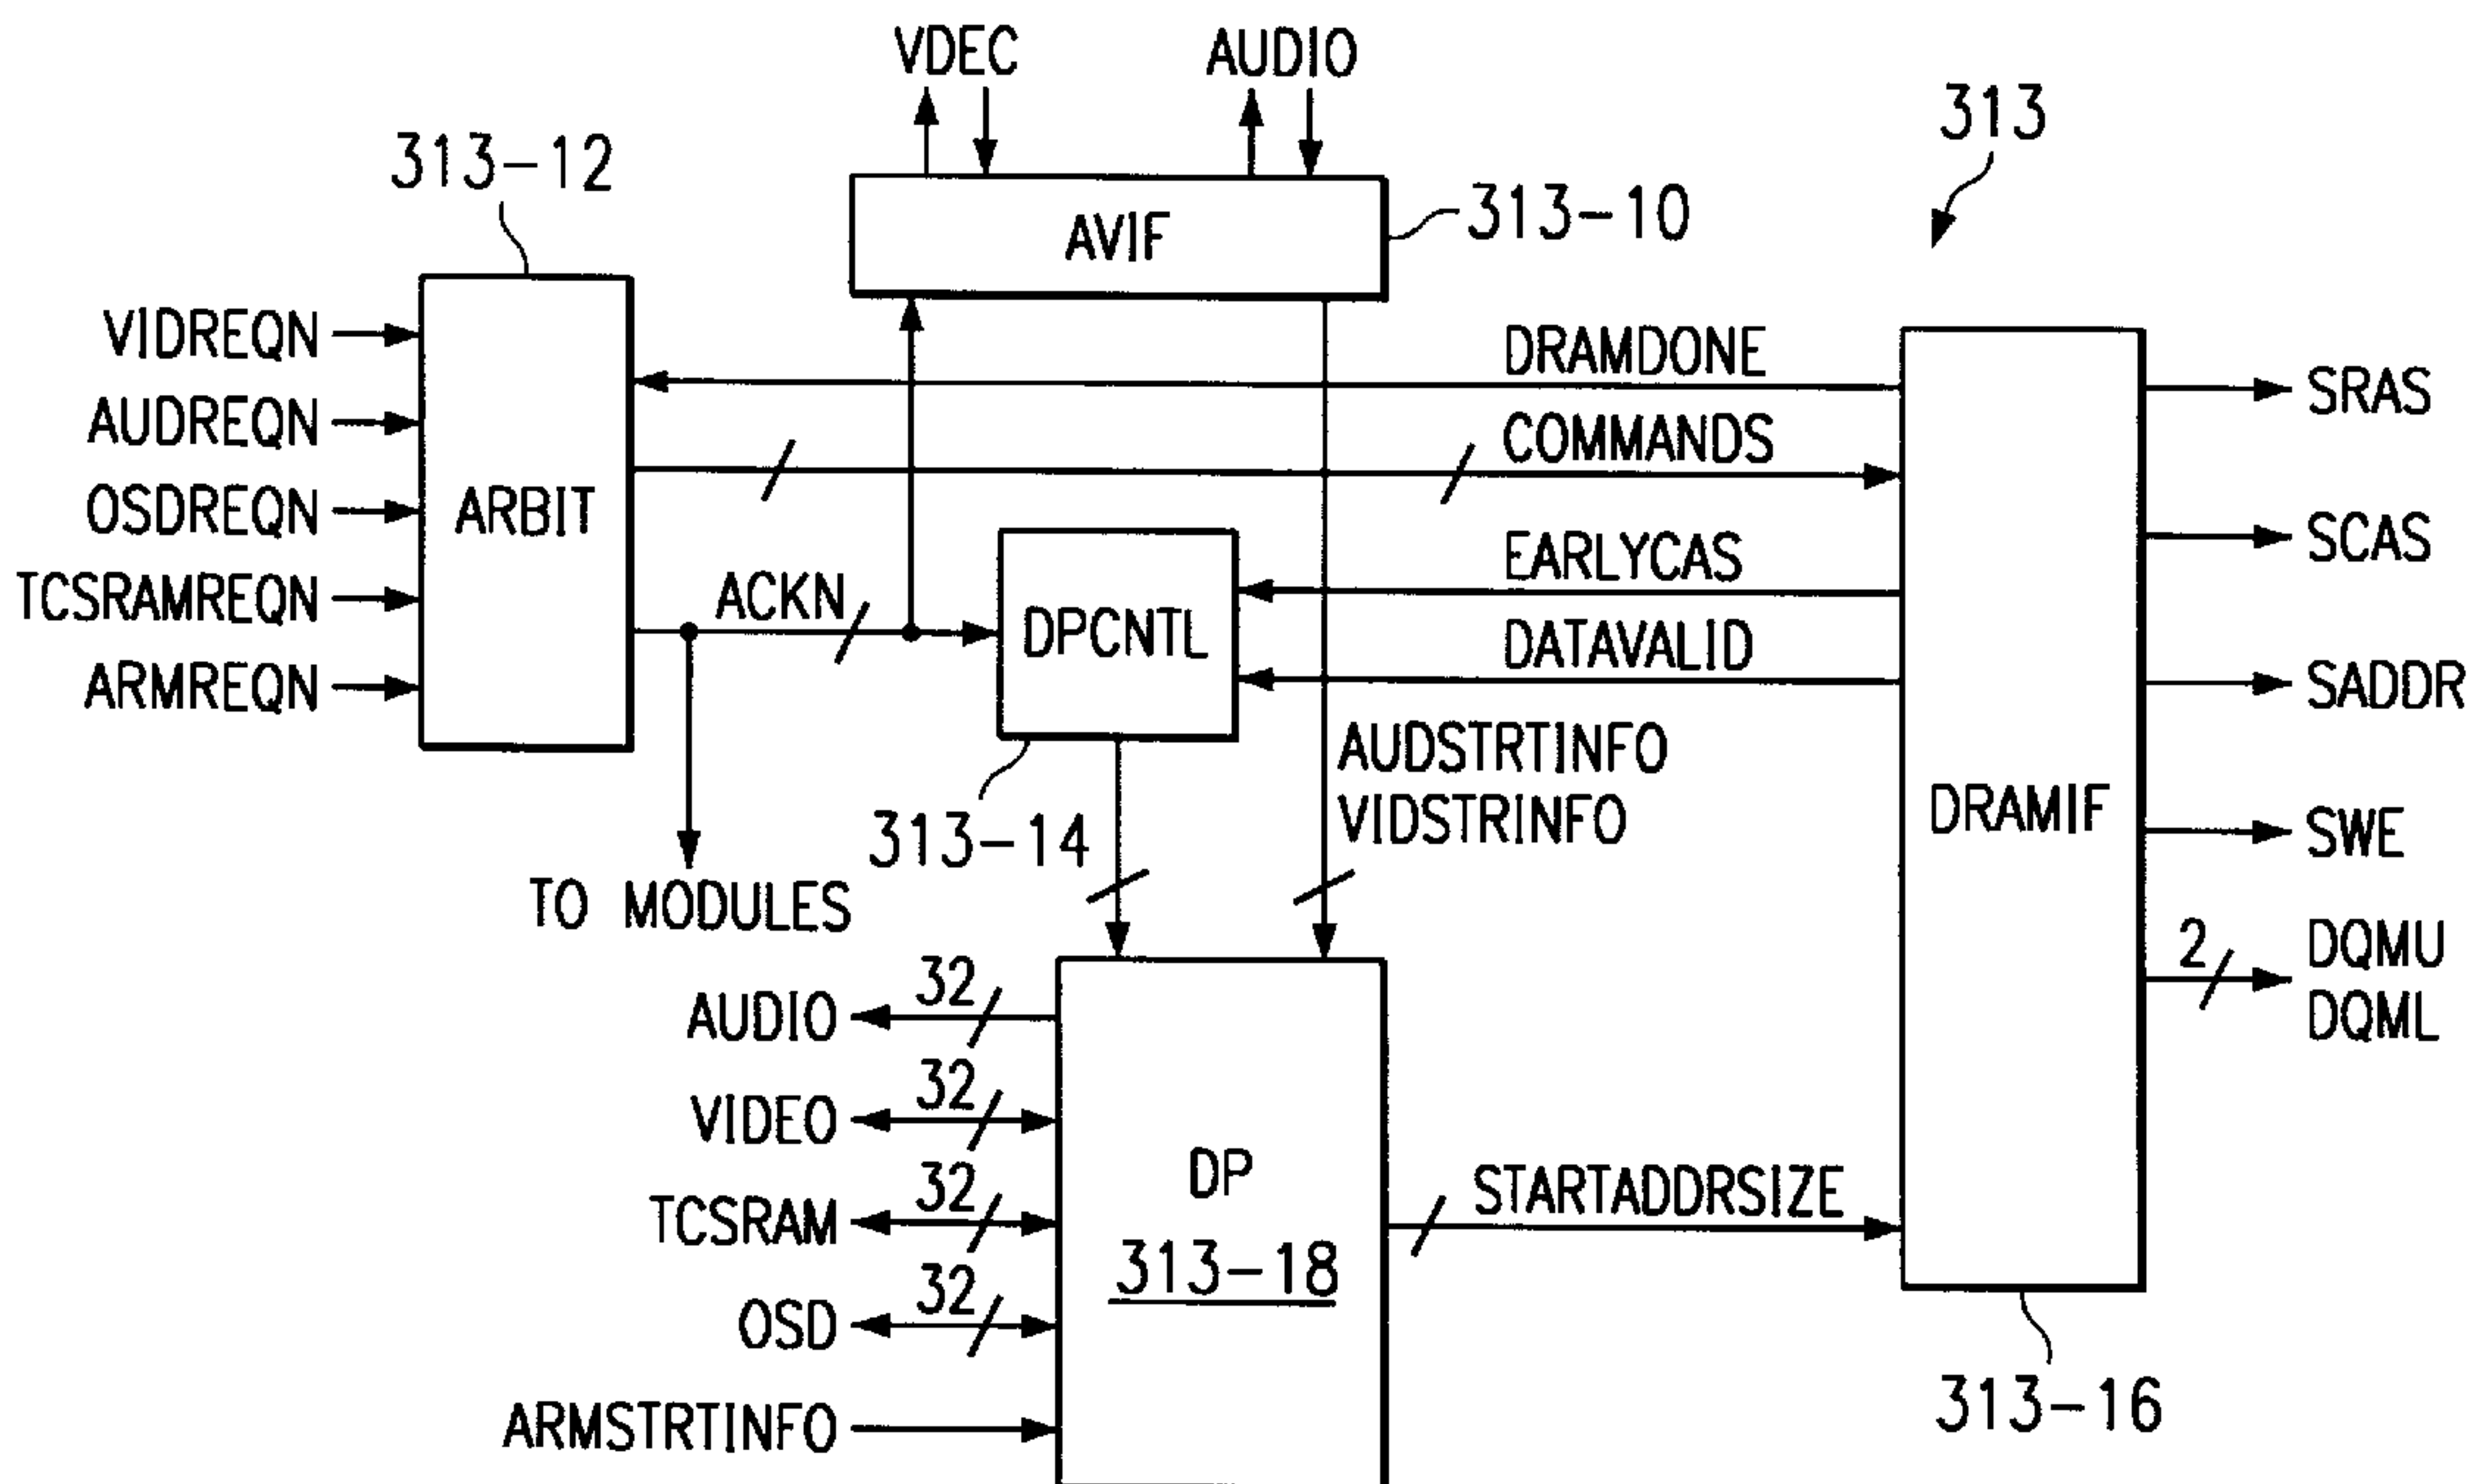 VDEC
AUDIO
313
313-12
AVIF
313-10
VIDREQN
AUDREQN
OSDREQN
TCSRAMREQN
ARMREQN
ARBIT
DRAMDONE
COMMANDS
EARLYCAS
DATAVALID
ACKN
DPCNTL
313-14
TO MODULES
AUDSTRTINFO
VIDSTRINFO
DRAMIF
SRAS
SCAS
SADDR
SWE
2
DQMU
DQML
AUDIO
32
VIDEO
32
TCSRAM
32
OSD
32
ARMSTRTINFO
DP
313-18
STARTADDRSIZE
313-16